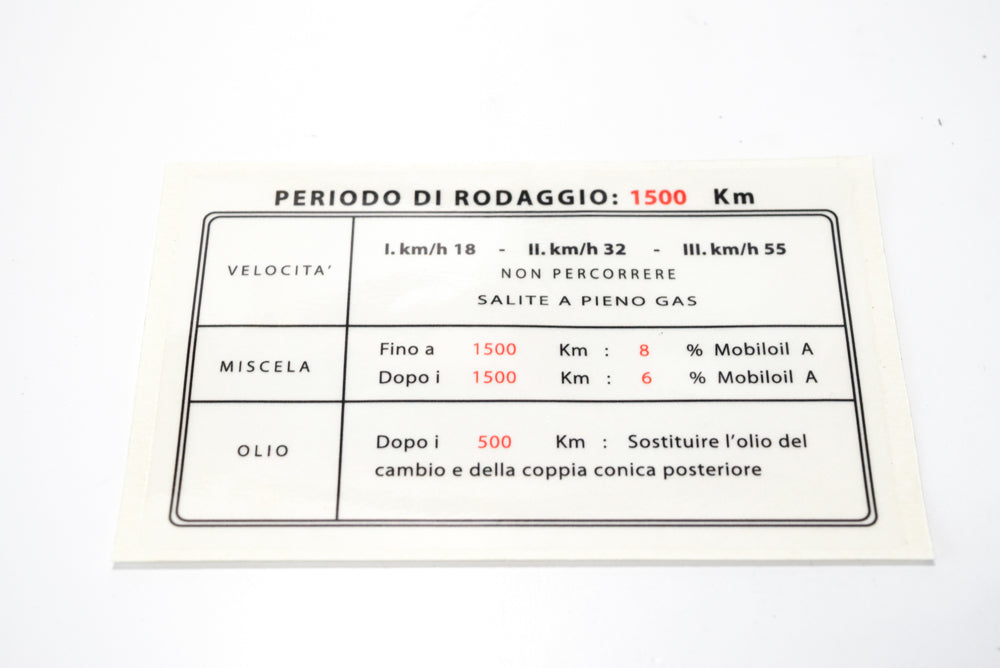 PERIODO DI RODAGGIO: 1500 Km
VELOCITA'
I. km/h 18 - II. km/h 32 - III. km/h 55
NON PERCORRERE
SALITE A PIENO GAS
MISCELA
Fino a 1500 Km : 8 % Mobiloil A
Dopo i 1500 Km : 6 % Mobiloil A
OLIO
Dopo i 500 Km : Sostituire l'olio del
cambio e della coppia conica posteriore